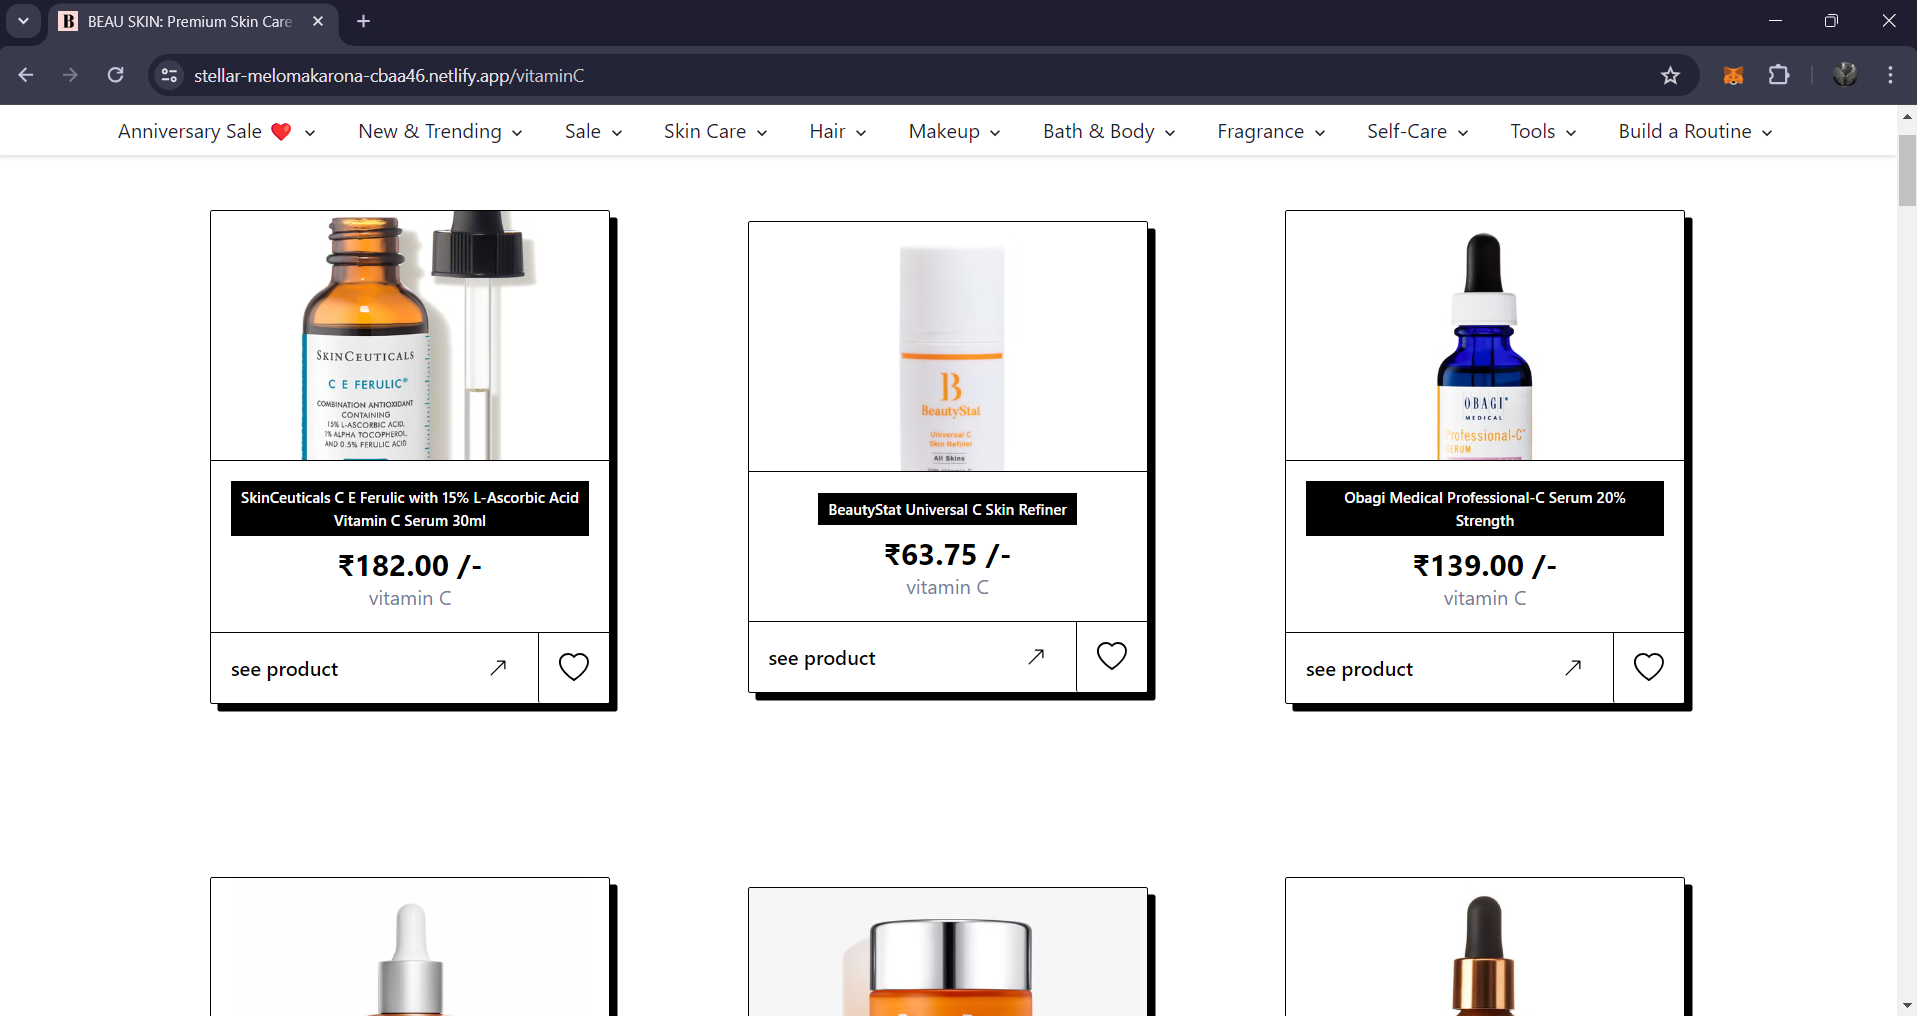 BEAU SKIN: Premium Skin Care
stellar-melomakarona-cbaa46.netlify.app/vitaminC
Anniversary Sale ❤️ New & Trending Sale Skin Care Hair Makeup Bath & Body Fragrance Self-Care Tools Build a Routine
SKINCEUTICALS
C E FERULIC®
COMBINATION ANTIOXIDANT
CONTAINING
15% L-ASCORBIC ACID,
1% ALPHA TOCOPHEROL,
AND 0.5% FERULIC ACID
SkinCeuticals C E Ferulic with 15% L-Ascorbic Acid
Vitamin C Serum 30ml
₹182.00 /-
vitamin C
see product
B
BeautyStat
Universal C
Skin Refiner
All Skins
BeautyStat Universal C Skin Refiner
₹63.75 /-
vitamin C
see product
OBAGI®
MEDICAL
Professional-C™
SERUM
Obagi Medical Professional-C Serum 20%
Strength
₹139.00 /-
vitamin C
see product